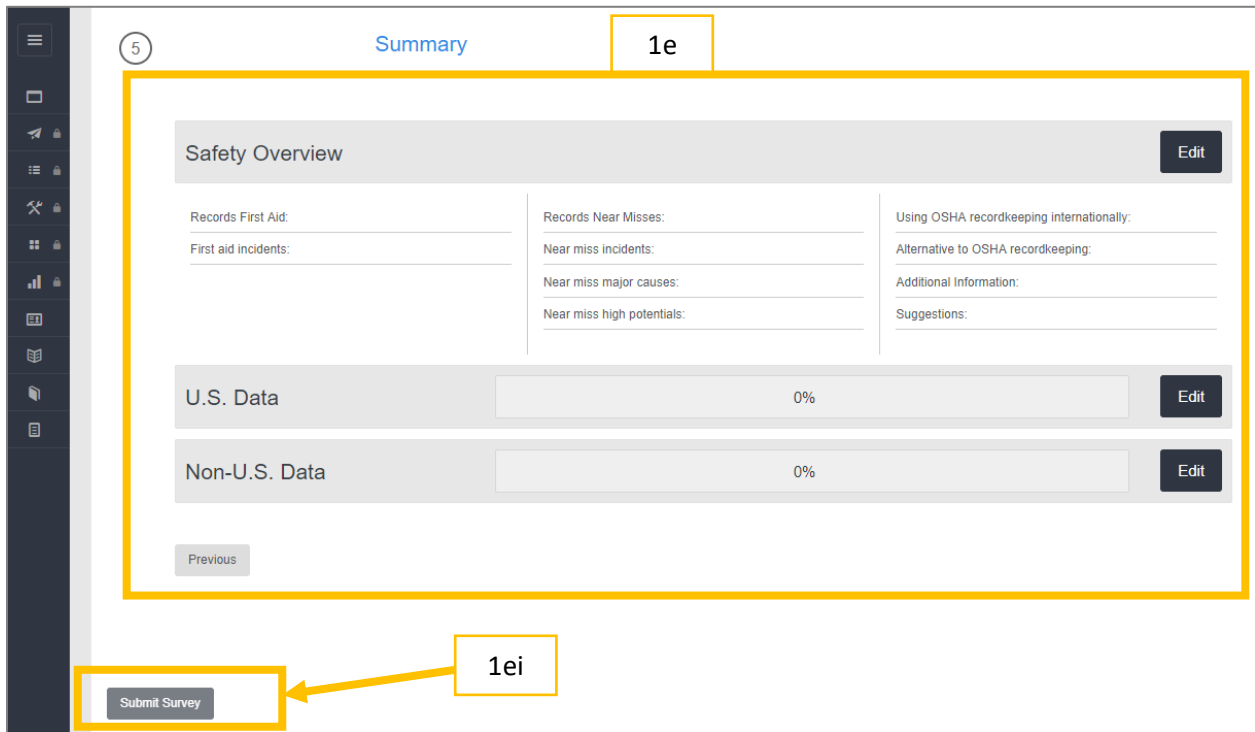 5 Summary 1e
Safety Overview Edit
Records First Aid:
First aid incidents:
Records Near Misses:
Near miss incidents:
Near miss major causes:
Near miss high potentials:
Using OSHA recordkeeping internationally:
Alternative to OSHA recordkeeping:
Additional Information:
Suggestions:
U.S. Data 0% Edit
Non-U.S. Data 0% Edit
Previous
1ei
Submit Survey